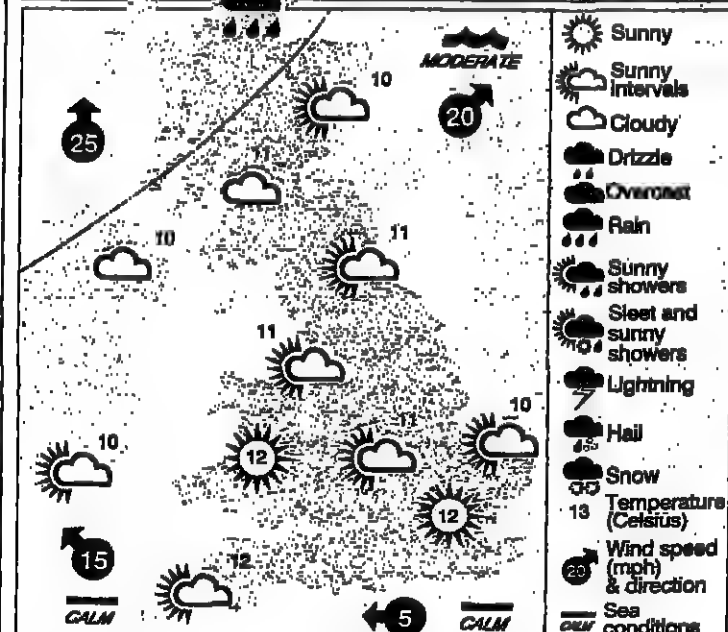 10
MODERATE
20
25
11
10
11
11
10
12
11
10
12
15
12
CALM
5
CALM
Sunny
Sunny
intervals
Cloudy
Drizzle
Overcast
Rain
Sunny
showers
Sleet and
sunny
showers
Lightning
Hail
Snow
13 Temperature
(Celsius)
20 Wind speed
(mph)
& direction
CALM Sea
conditions